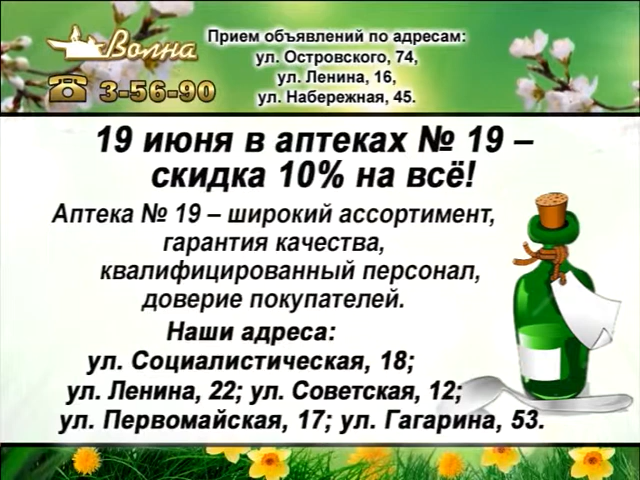 Волна
☎ 3-56-90
Прием объявлений по адресам:
ул. Островского, 74,
ул. Ленина, 16,
ул. Набережная, 45.
19 июня в аптеках № 19 –
скидка 10% на всё!
Аптека № 19 – широкий ассортимент,
гарантия качества,
квалифицированный персонал,
доверие покупателей.
Наши адреса:
ул. Социалистическая, 18;
ул. Ленина, 22; ул. Советская, 12;
ул. Первомайская, 17; ул. Гагарина, 53.